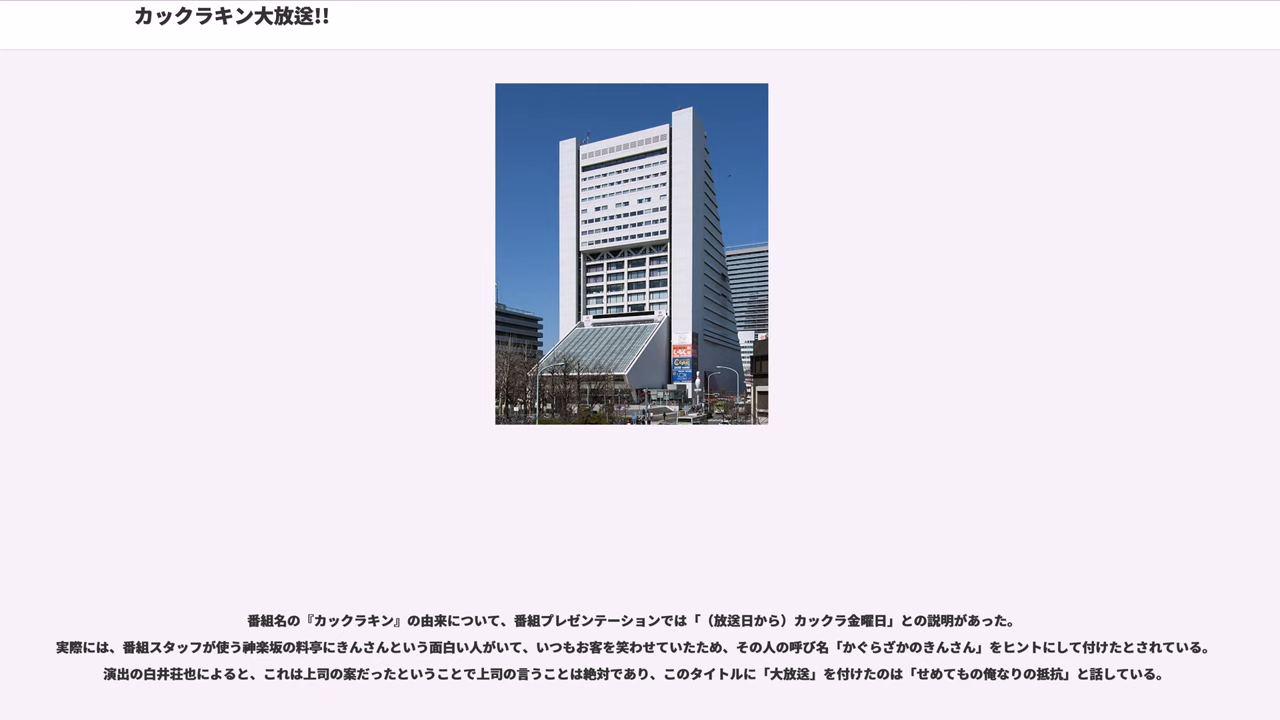 カックラキン大放送!!
番組名の『カックラキン』の由来について、番組プレゼンテーションでは「（放送日から）カックラ金曜日」との説明があった。
実際には、番組スタッフが使う神楽坂の料亭にきんさんという面白い人がいて、いつもお客を笑わせていたため、その人の呼び名「かぐらざかのきんさん」をヒントにして付けたとされている。
演出の白井荘也によると、これは上司の案だったということで上司の言うことは絶対であり、このタイトルに「大放送」を付けたのは「せめてもの俺なりの抵抗」と話している。